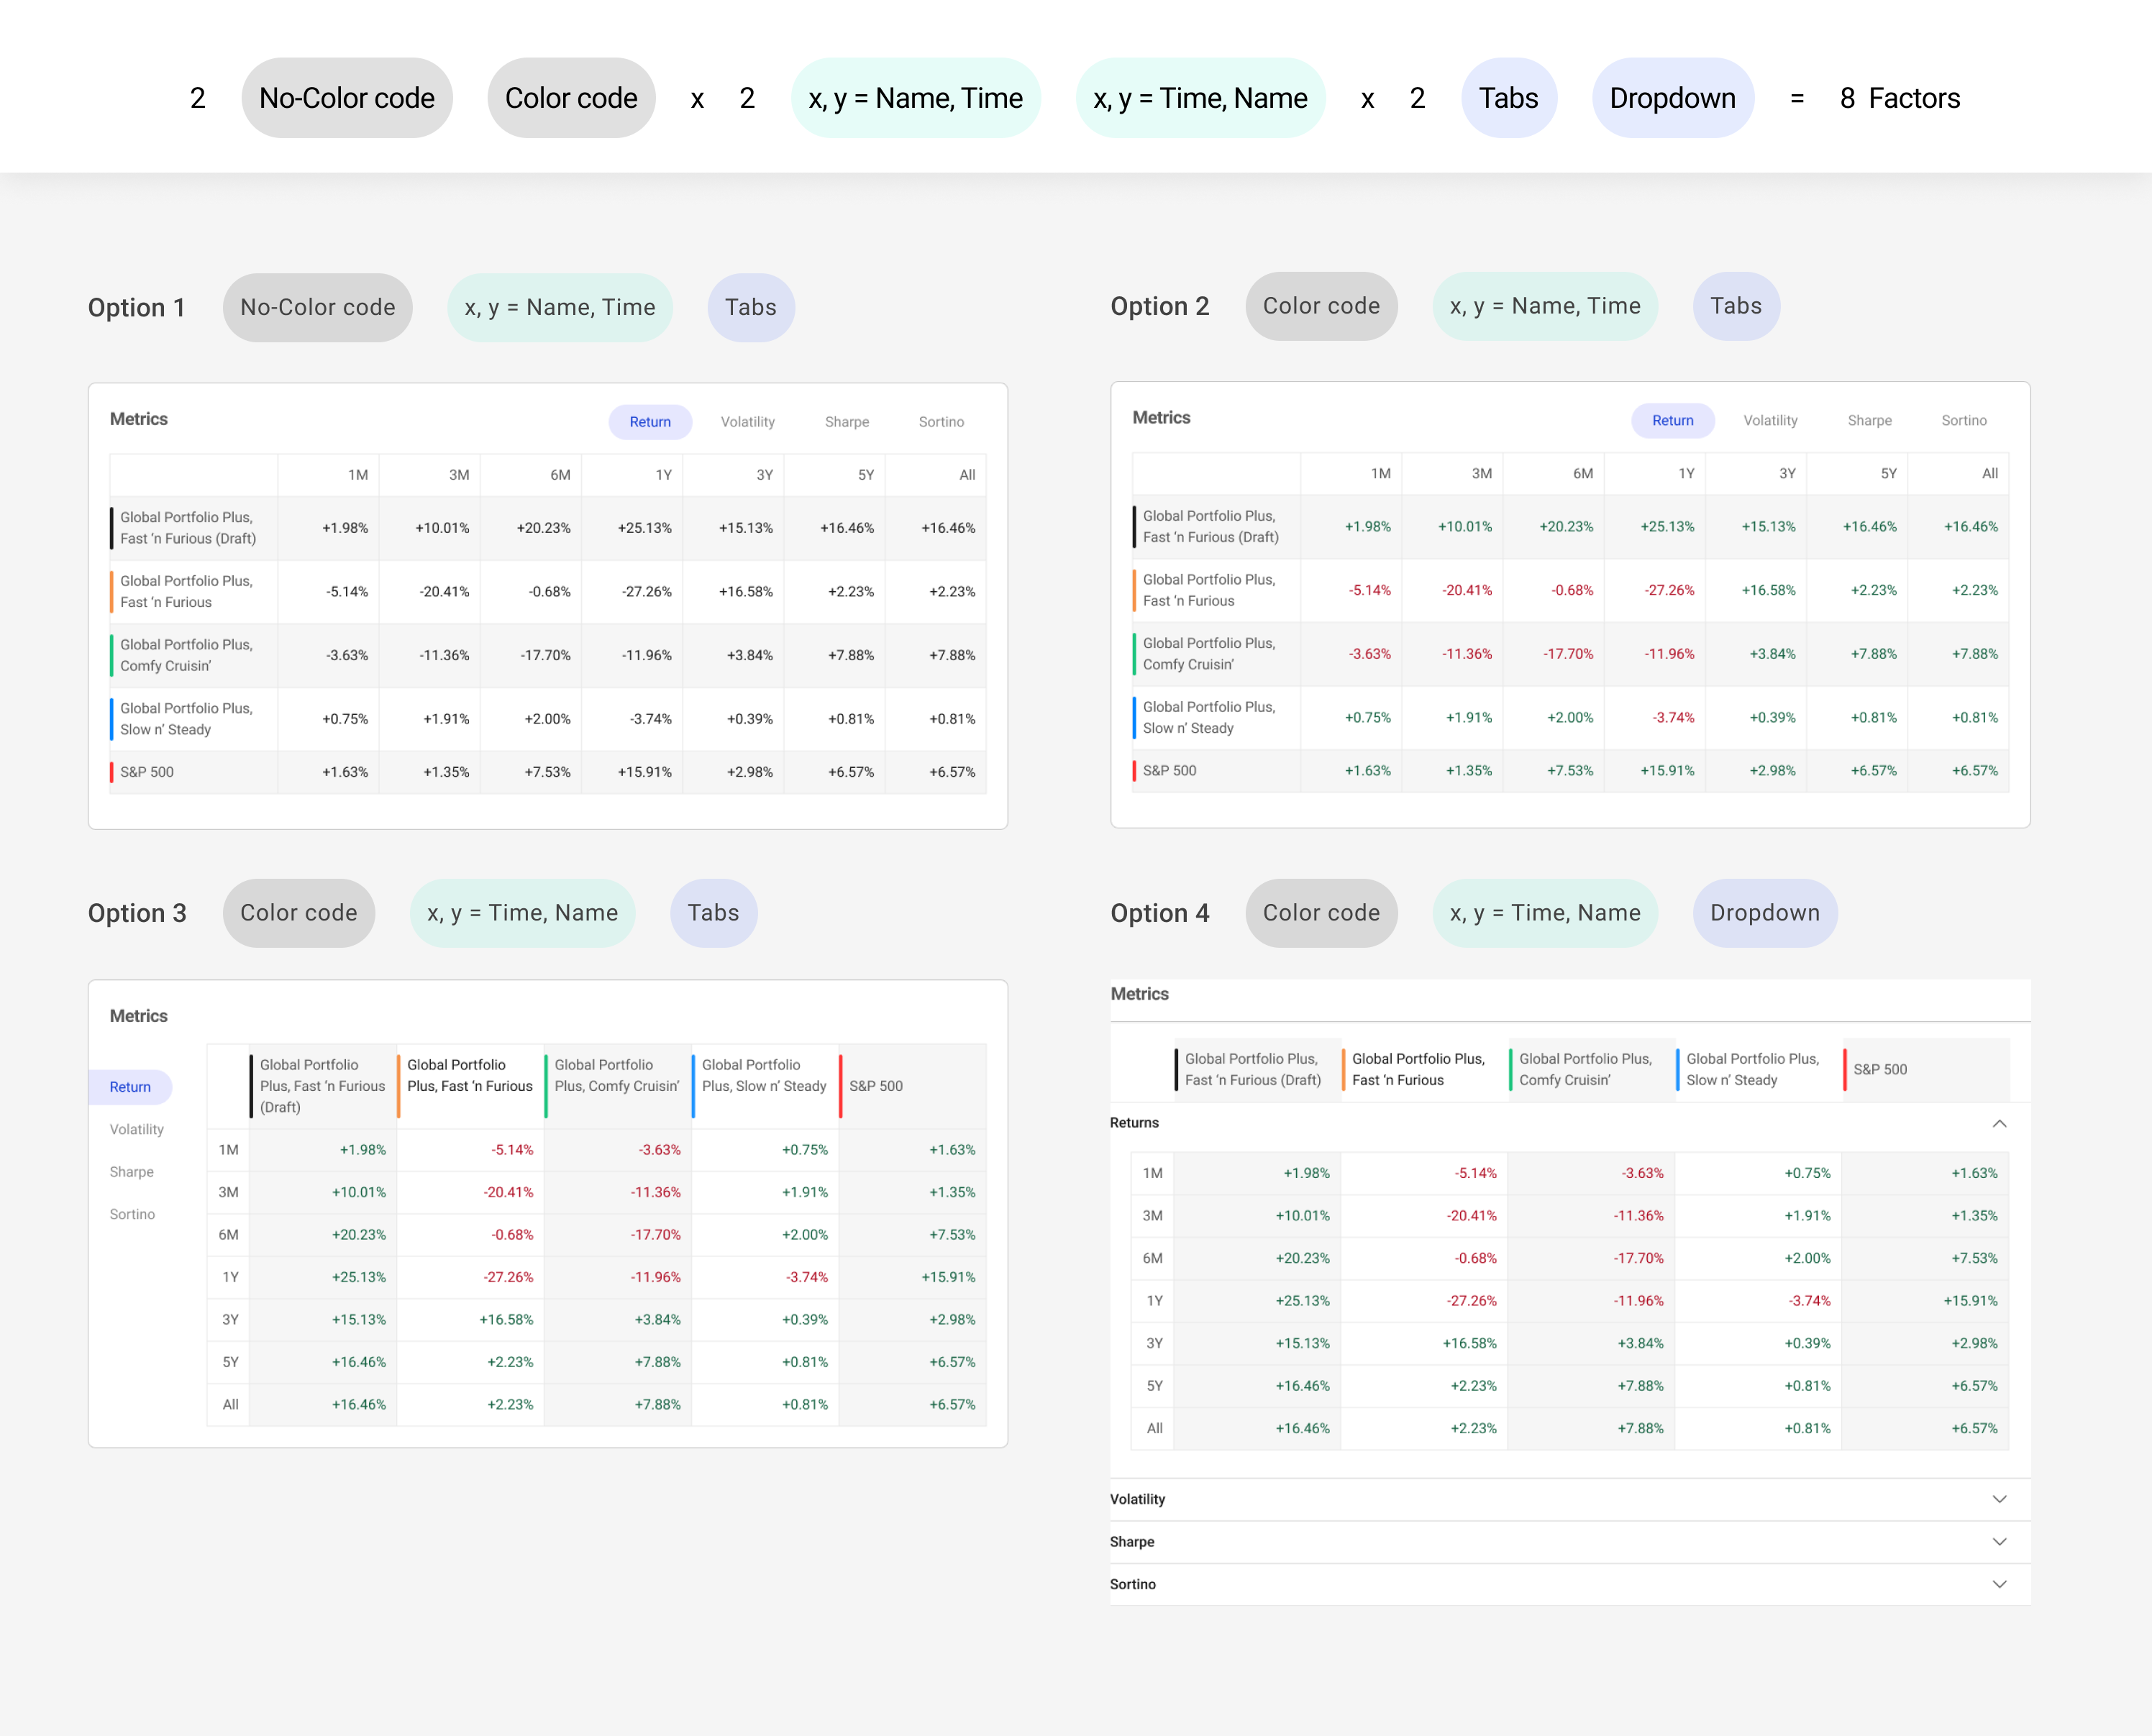 2 No-Color code Color code x 2 x, y = Name, Time x, y = Time, Name x 2 Tabs Dropdown = 8 Factors
Option 1 No-Color code x, y = Name, Time Tabs
Metrics Return Volatility Sharpe Sortino
1M 3M 6M 1Y 3Y 5Y All
Global Portfolio Plus,
Fast ‘n Furious (Draft) +1.98% +10.01% +20.23% +25.13% +15.13% +16.46% +16.46%
Global Portfolio Plus,
Fast ‘n Furious -5.14% -20.41% -0.68% -27.26% +16.58% +2.23% +2.23%
Global Portfolio Plus,
Comfy Cruisin’ -3.63% -11.36% -17.70% -11.96% +3.84% +7.88% +7.88%
Global Portfolio Plus,
Slow n’ Steady +0.75% +1.91% +2.00% -3.74% +0.39% +0.81% +0.81%
S&P 500 +1.63% +1.35% +7.53% +15.91% +2.98% +6.57% +6.57%
Option 2 Color code x, y = Name, Time Tabs
Metrics Return Volatility Sharpe Sortino
1M 3M 6M 1Y 3Y 5Y All
Global Portfolio Plus,
Fast ‘n Furious (Draft) +1.98% +10.01% +20.23% +25.13% +15.13% +16.46% +16.46%
Global Portfolio Plus,
Fast ‘n Furious -5.14% -20.41% -0.68% -27.26% +16.58% +2.23% +2.23%
Global Portfolio Plus,
Comfy Cruisin’ -3.63% -11.36% -17.70% -11.96% +3.84% +7.88% +7.88%
Global Portfolio Plus,
Slow n’ Steady +0.75% +1.91% +2.00% -3.74% +0.39% +0.81% +0.81%
S&P 500 +1.63% +1.35% +7.53% +15.91% +2.98% +6.57% +6.57%
Option 3 Color code x, y = Time, Name Tabs
Metrics
Return
Volatility
Sharpe
Sortino
Global Portfolio
Plus, Fast ‘n Furious
(Draft)
Global Portfolio
Plus, Fast ‘n Furious
Global Portfolio
Plus, Comfy Cruisin’
Global Portfolio
Plus, Slow n’ Steady
S&P 500
1M +1.98% -5.14% -3.63% +0.75% +1.63%
3M +10.01% -20.41% -11.36% +1.91% +1.35%
6M +20.23% -0.68% -17.70% +2.00% +7.53%
1Y +25.13% -27.26% -11.96% -3.74% +15.91%
3Y +15.13% +16.58% +3.84% +0.39% +2.98%
5Y +16.46% +2.23% +7.88% +0.81% +6.57%
All +16.46% +2.23% +7.88% +0.81% +6.57%
Option 4 Color code x, y = Time, Name Dropdown
Metrics
Global Portfolio Plus,
Fast ‘n Furious (Draft)
Global Portfolio Plus,
Fast ‘n Furious
Global Portfolio Plus,
Comfy Cruisin’
Global Portfolio Plus,
Slow n’ Steady
S&P 500
Returns
1M +1.98% -5.14% -3.63% +0.75% +1.63%
3M +10.01% -20.41% -11.36% +1.91% +1.35%
6M +20.23% -0.68% -17.70% +2.00% +7.53%
1Y +25.13% -27.26% -11.96% -3.74% +15.91%
3Y +15.13% +16.58% +3.84% +0.39% +2.98%
5Y +16.46% +2.23% +7.88% +0.81% +6.57%
All +16.46% +2.23% +7.88% +0.81% +6.57%
Volatility
Sharpe
Sortino